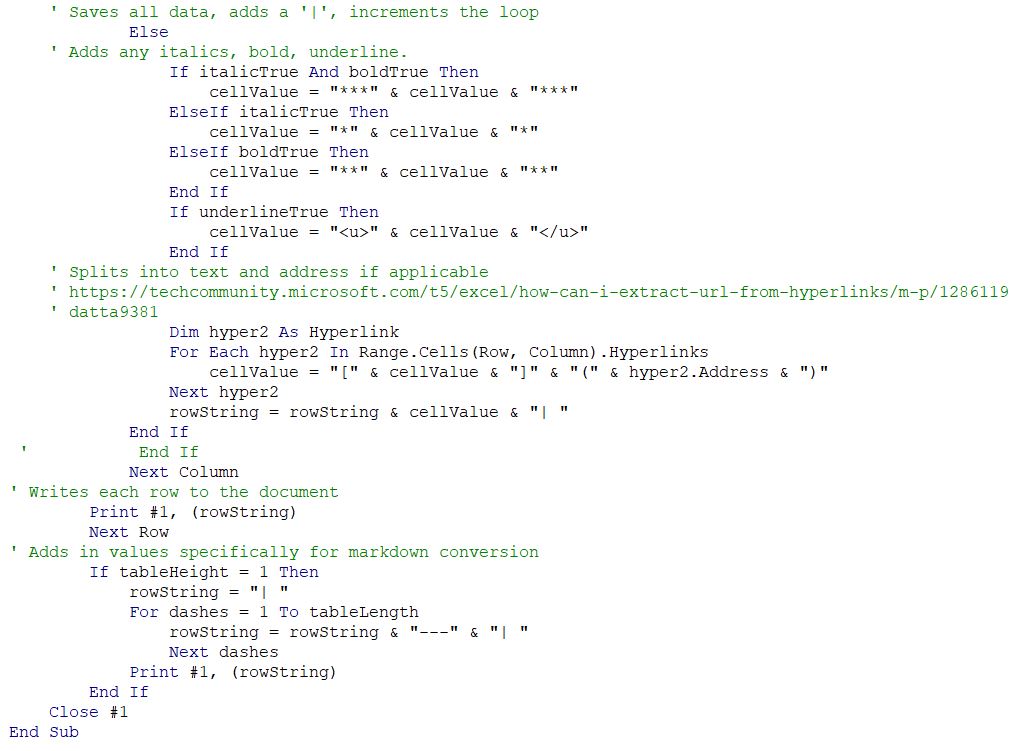 ' Saves all data, adds a '|', increments the loop
            Else
    ' Adds any italics, bold, underline.
                If italicTrue And boldTrue Then
                    cellValue = "***" & cellValue & "***"
                ElseIf italicTrue Then
                    cellValue = "*" & cellValue & "*"
                ElseIf boldTrue Then
                    cellValue = "**" & cellValue & "**"
                End If
                If underlineTrue Then
                    cellValue = "<u>" & cellValue & "</u>"
                End If
    ' Splits into text and address if applicable
    ' https://techcommunity.microsoft.com/t5/excel/how-can-i-extract-url-from-hyperlinks/m-p/1286119
    ' datta9381
                Dim hyper2 As Hyperlink
                For Each hyper2 In Range.Cells(Row, Column).Hyperlinks
                    cellValue = "[" & cellValue & "]" & "(" & hyper2.Address & ")"
                Next hyper2
                rowString = rowString & cellValue & "| "
            End If
 '           End If
            Next Column
' Writes each row to the document
        Print #1, (rowString)
        Next Row
' Adds in values specifically for markdown conversion
        If tableHeight = 1 Then
            rowString = "| "
            For dashes = 1 To tableLength
                rowString = rowString & "---" & "| "
                Next dashes
            Print #1, (rowString)
        End If
    Close #1
End Sub